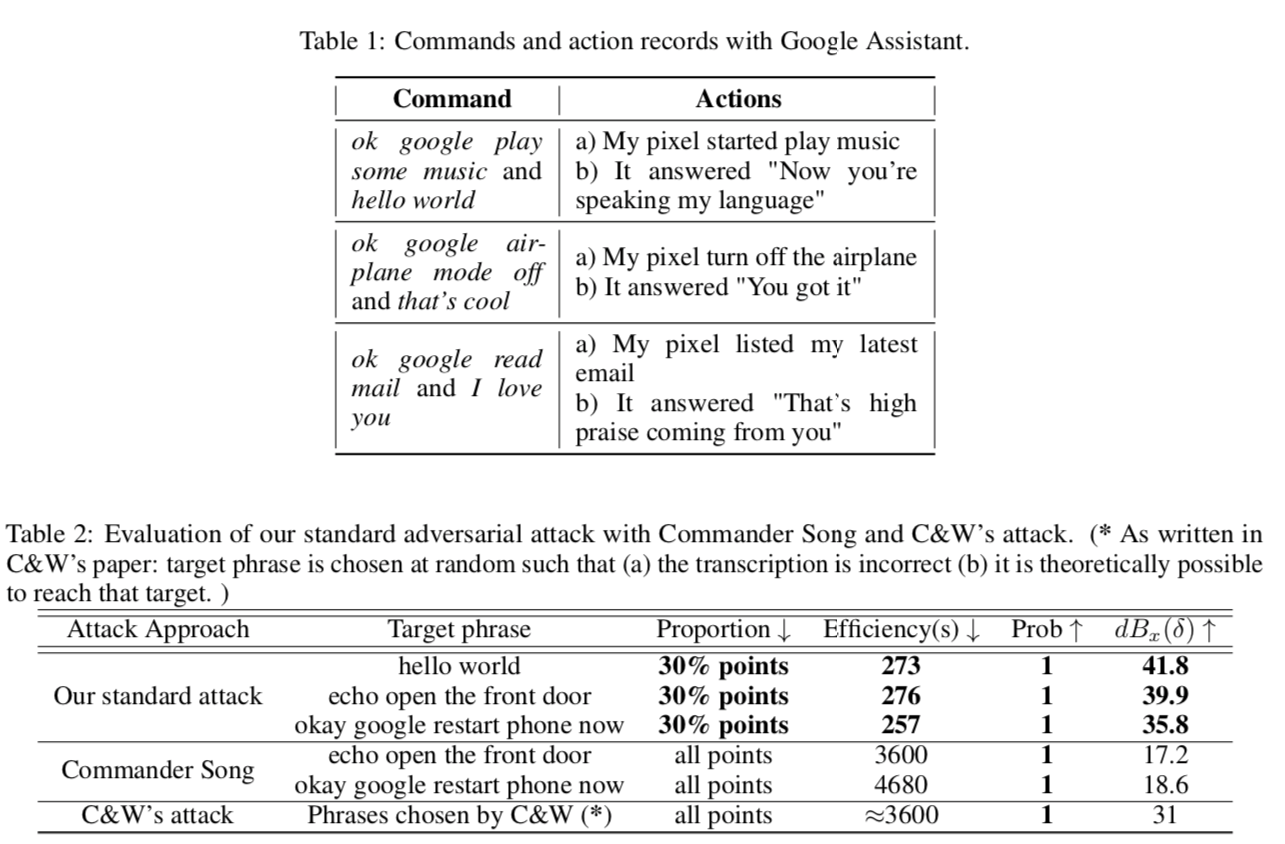 Table 1: Commands and action records with Google Assistant.
Command Actions
ok google play
some music and
hello world
a) My pixel started play music
b) It answered "Now you're
speaking my language"
ok google air-
plane mode off
and that's cool
a) My pixel turn off the airplane
b) It answered "You got it"
ok google read
mail and I love
you
a) My pixel listed my latest
email
b) It answered "That's high
praise coming from you"
Table 2: Evaluation of our standard adversarial attack with Commander Song and C&W's attack. (* As written in
C&W's paper: target phrase is chosen at random such that (a) the transcription is incorrect (b) it is theoretically possible
to reach that target. )
Attack Approach Target phrase Proportion ↓ Efficiency(s) ↓ Prob ↑ dBₓ(δ) ↑
hello world 30% points 273 1 41.8
Our standard attack echo open the front door 30% points 276 1 39.9
okay google restart phone now 30% points 257 1 35.8
Commander Song echo open the front door all points 3600 1 17.2
okay google restart phone now all points 4680 1 18.6
C&W's attack Phrases chosen by C&W (*) all points ≈3600 1 31